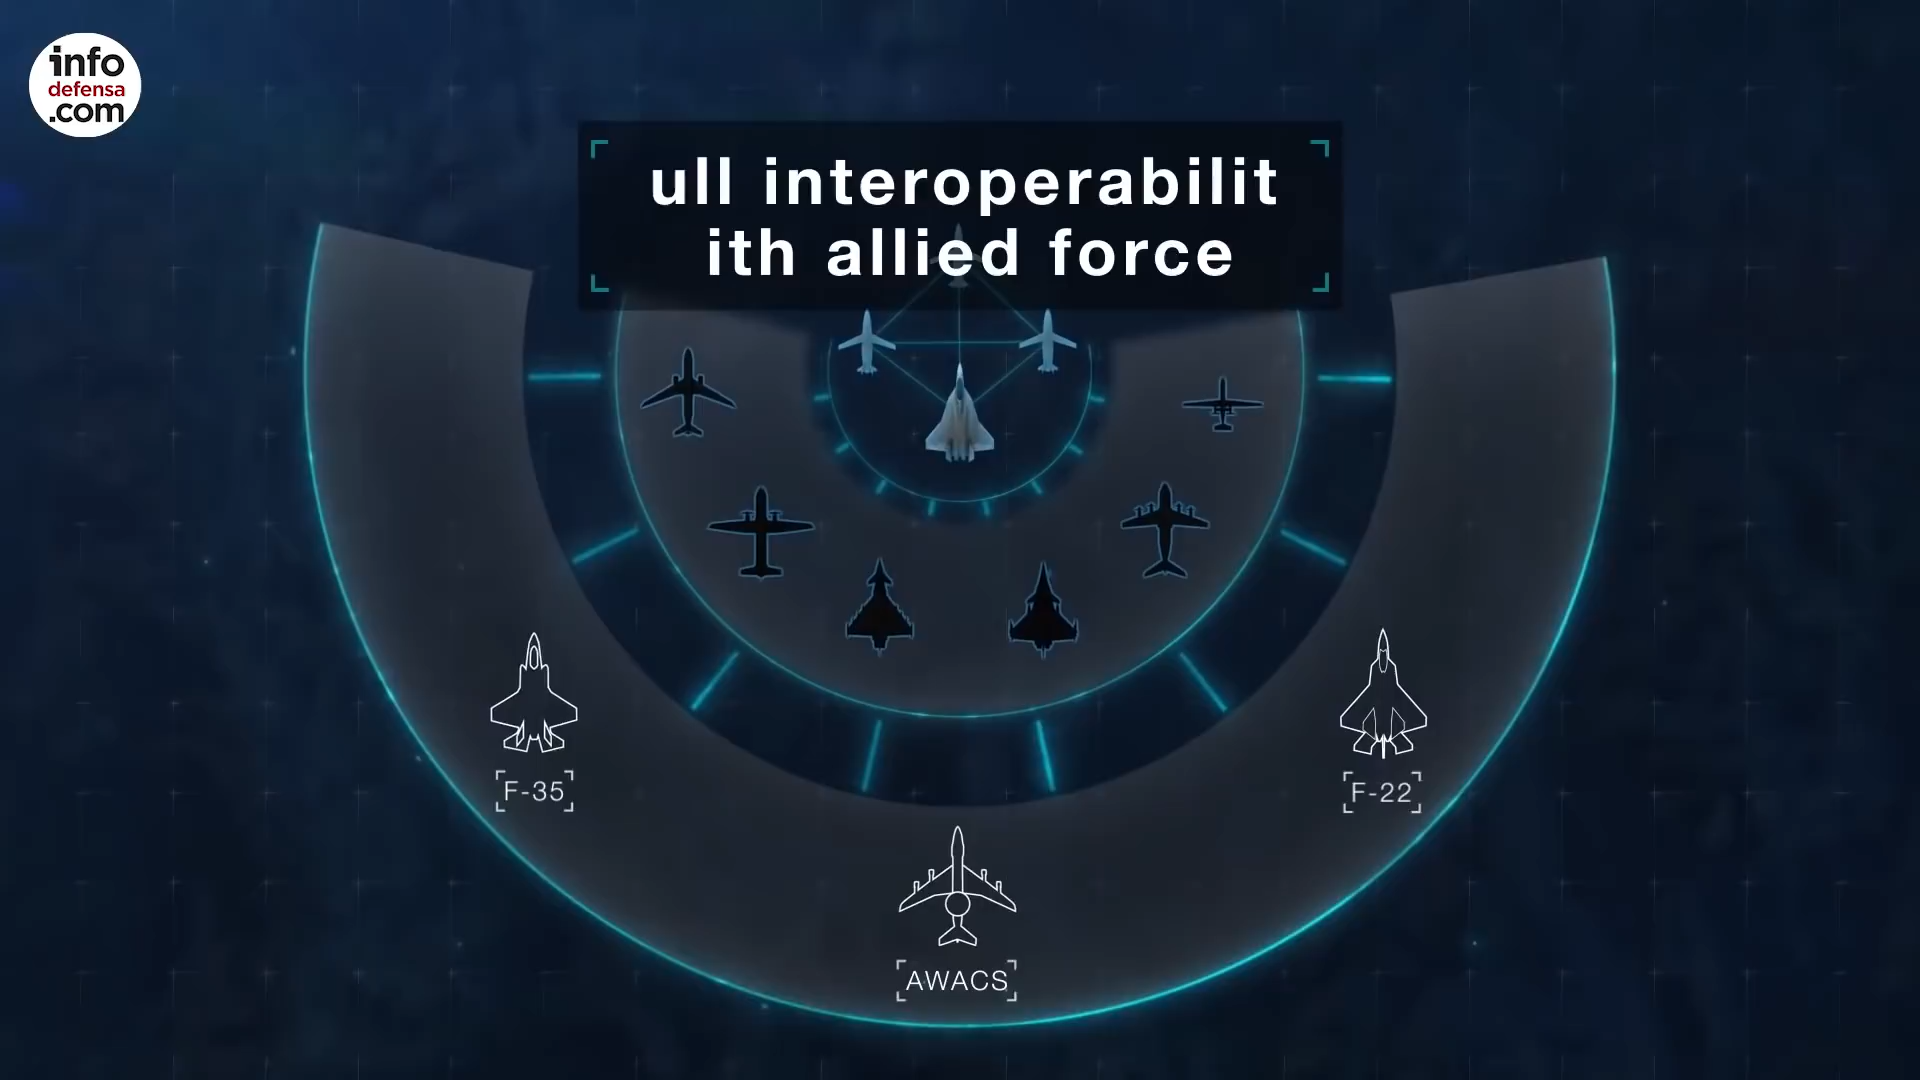 info
defensa
.com
ull interoperabilit
ith allied force
F-35
F-22
AWACS